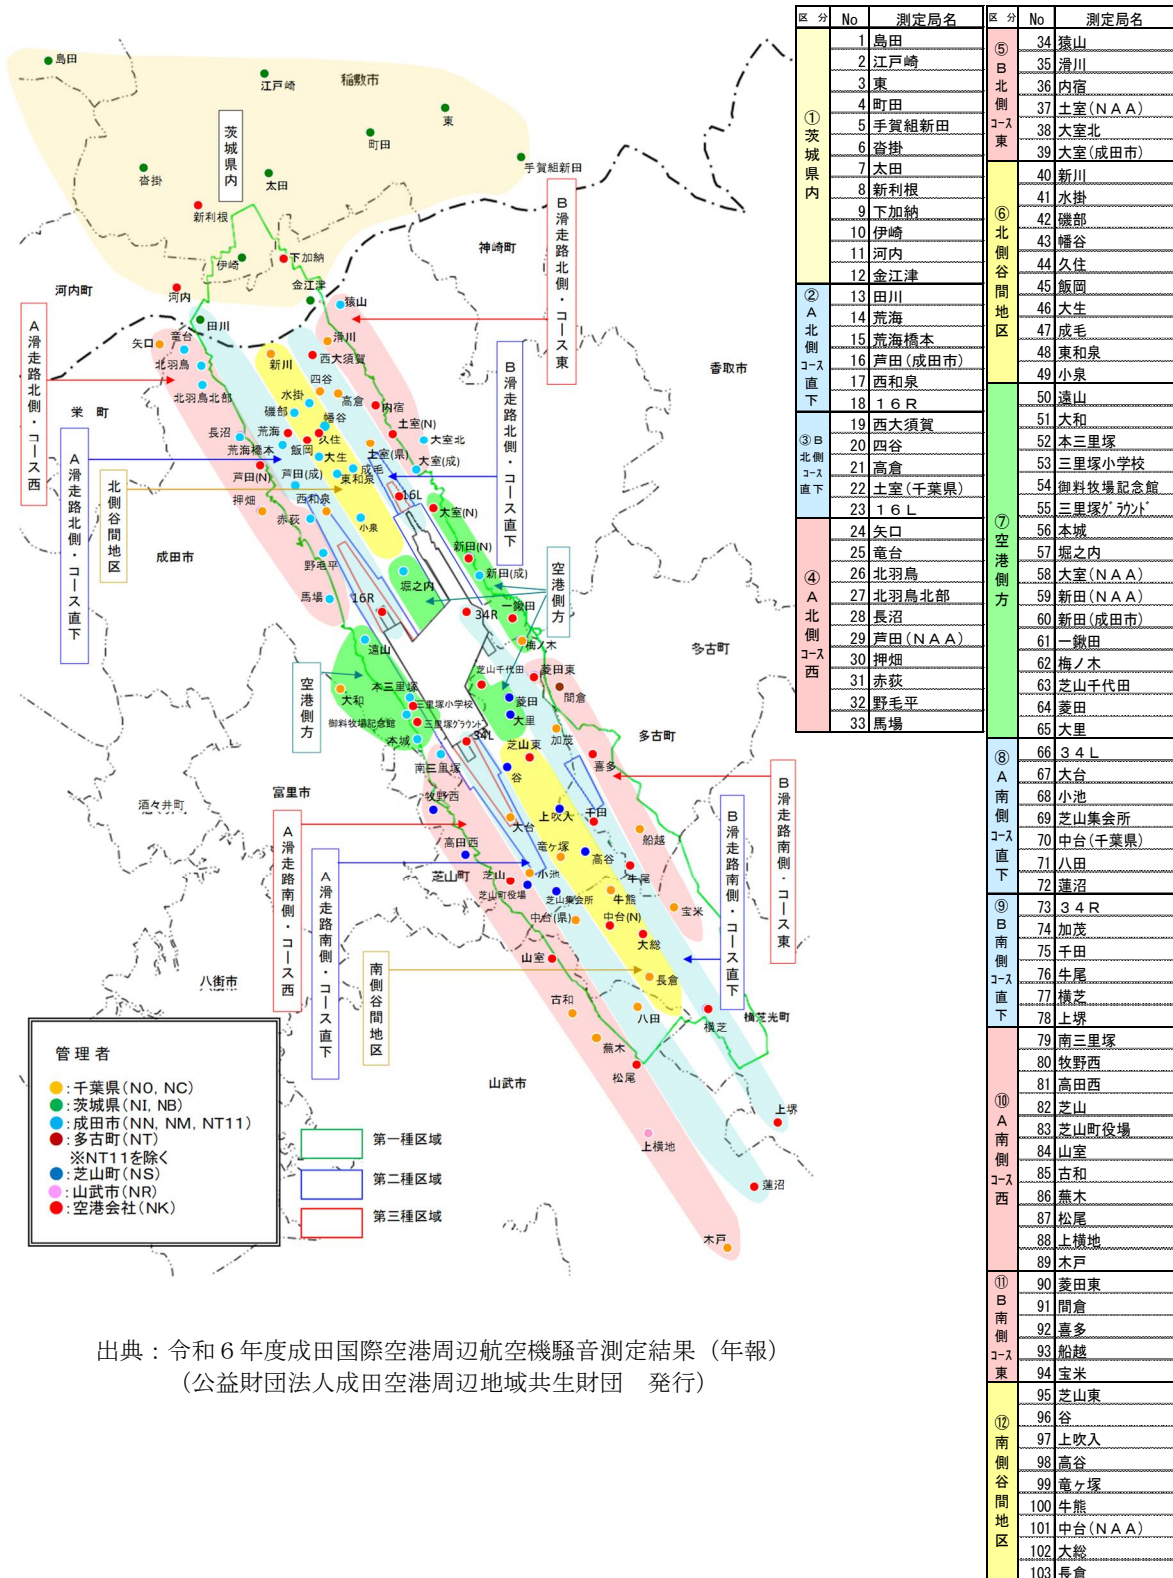 島田
江戸崎
稲敷市
東
町田
手賀組新田
沓掛
太田
茨城県内
新利根
伊崎
下加納
神崎町
河内町
河内
金江津
猿山
B滑走路北側・コース東
A滑走路北側・コース西
田川
竜台
矢口
北羽鳥
北羽鳥北部
新川
滑川
西大須賀
四谷
高倉
水掛
磯部
幡谷
内宿
B滑走路北側・コース直下
香取市
栄町
長沼
荒海
荒海橋本
飯岡
久住
土室(N)
大室北
土室(県)
大室(成)
大生
成毛
東和泉
芦田(N)
芦田(成)
西和泉
16L
押畑
赤荻
小泉
大室(N)
A滑走路北側・コース直下
北側谷間地区
成田市
野毛平
新田(N)
新田(成)
堀之内
空港側方
馬場
16R
34R
一鍬田
梅ノ木
多古町
遠山
空港側方
大和
本三里塚
三里塚小学校
御料牧場記念館
三里塚グラウンド
本城
芝山千代田
菱田東
間倉
菱田
大里
加茂
多古町
34L
芝山東
谷
喜多
南三里塚
富里市
酒々井町
牧野西
A滑走路南側・コース西
高田西
芝山町
大台
上吹入
千田
船越
B滑走路南側・コース東
竜ヶ塚
高谷
牛尾
A滑走路南側・コース直下
芝山
小池
芝山町役場
芝山集会所
牛熊
宝米
中台(県)
中台(N)
大総
B滑走路南側・コース直下
南側谷間地区
山室
長倉
八街市
古和
八田
横芝
横芝光町
蕪木
松尾
山武市
上堺
上横地
蓮沼
木戸
管理者
:千葉県(NO, NC)
:茨城県(NI, NB)
:成田市(NN, NM, NT11)
:多古町(NT)
※NT11を除く
:芝山町(NS)
:山武市(NR)
:空港会社(NK)
第一種区域
第二種区域
第三種区域
出典：令和６年度成田国際空港周辺航空機騒音測定結果（年報）
（公益財団法人成田空港周辺地域共生財団　発行）
区分 No 測定局名
①茨城県内
1 島田
2 江戸崎
3 東
4 町田
5 手賀組新田
6 沓掛
7 太田
8 新利根
9 下加納
10 伊崎
11 河内
12 金江津
②A北側コース直下
13 田川
14 荒海
15 荒海橋本
16 芦田(成田市)
17 西和泉
18 １６Ｒ
③B北側コース直下
19 西大須賀
20 四谷
21 高倉
22 土室(千葉県)
23 １６Ｌ
④A北側コース西
24 矢口
25 竜台
26 北羽鳥
27 北羽鳥北部
28 長沼
29 芦田(ＮＡＡ)
30 押畑
31 赤荻
32 野毛平
33 馬場
区分 No 測定局名
⑤B北側コース東
34 猿山
35 滑川
36 内宿
37 土室(ＮＡＡ)
38 大室北
39 大室(成田市)
⑥北側谷間地区
40 新川
41 水掛
42 磯部
43 幡谷
44 久住
45 飯岡
46 大生
47 成毛
48 東和泉
49 小泉
⑦空港側方
50 遠山
51 大和
52 本三里塚
53 三里塚小学校
54 御料牧場記念館
55 三里塚ｸﾞﾗｳﾝﾄﾞ
56 本城
57 堀之内
58 大室(ＮＡＡ)
59 新田(ＮＡＡ)
60 新田(成田市)
61 一鍬田
62 梅ノ木
63 芝山千代田
64 菱田
65 大里
⑧A南側コース直下
66 ３４Ｌ
67 大台
68 小池
69 芝山集会所
70 中台(千葉県)
71 八田
72 蓮沼
⑨B南側コース直下
73 ３４Ｒ
74 加茂
75 千田
76 牛尾
77 横芝
78 上堺
⑩A南側コース西
79 南三里塚
80 牧野西
81 高田西
82 芝山
83 芝山町役場
84 山室
85 古和
86 蕪木
87 松尾
88 上横地
89 木戸
⑪B南側コース東
90 菱田東
91 間倉
92 喜多
93 船越
94 宝米
⑫南側谷間地区
95 芝山東
96 谷
97 上吹入
98 高谷
99 竜ヶ塚
100 牛熊
101 中台(ＮＡＡ)
102 大総
103 長倉